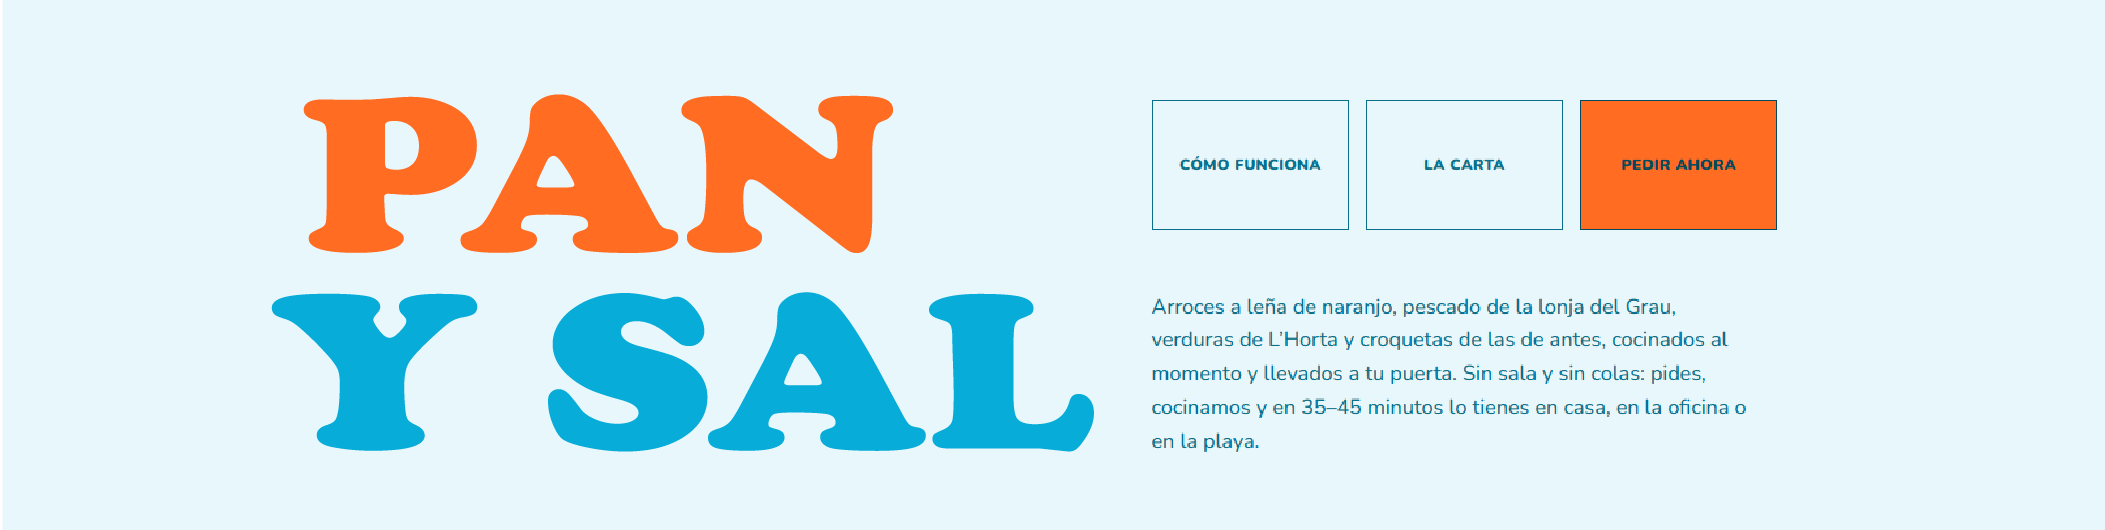 PAN
Y SAL
CÓMO FUNCIONA
LA CARTA
PEDIR AHORA
Arroces a leña de naranjo, pescado de la lonja del Grau,
verduras de L’Horta y croquetas de las de antes, cocinados al
momento y llevados a tu puerta. Sin sala y sin colas: pides,
cocinamos y en 35–45 minutos lo tienes en casa, en la oficina o
en la playa.